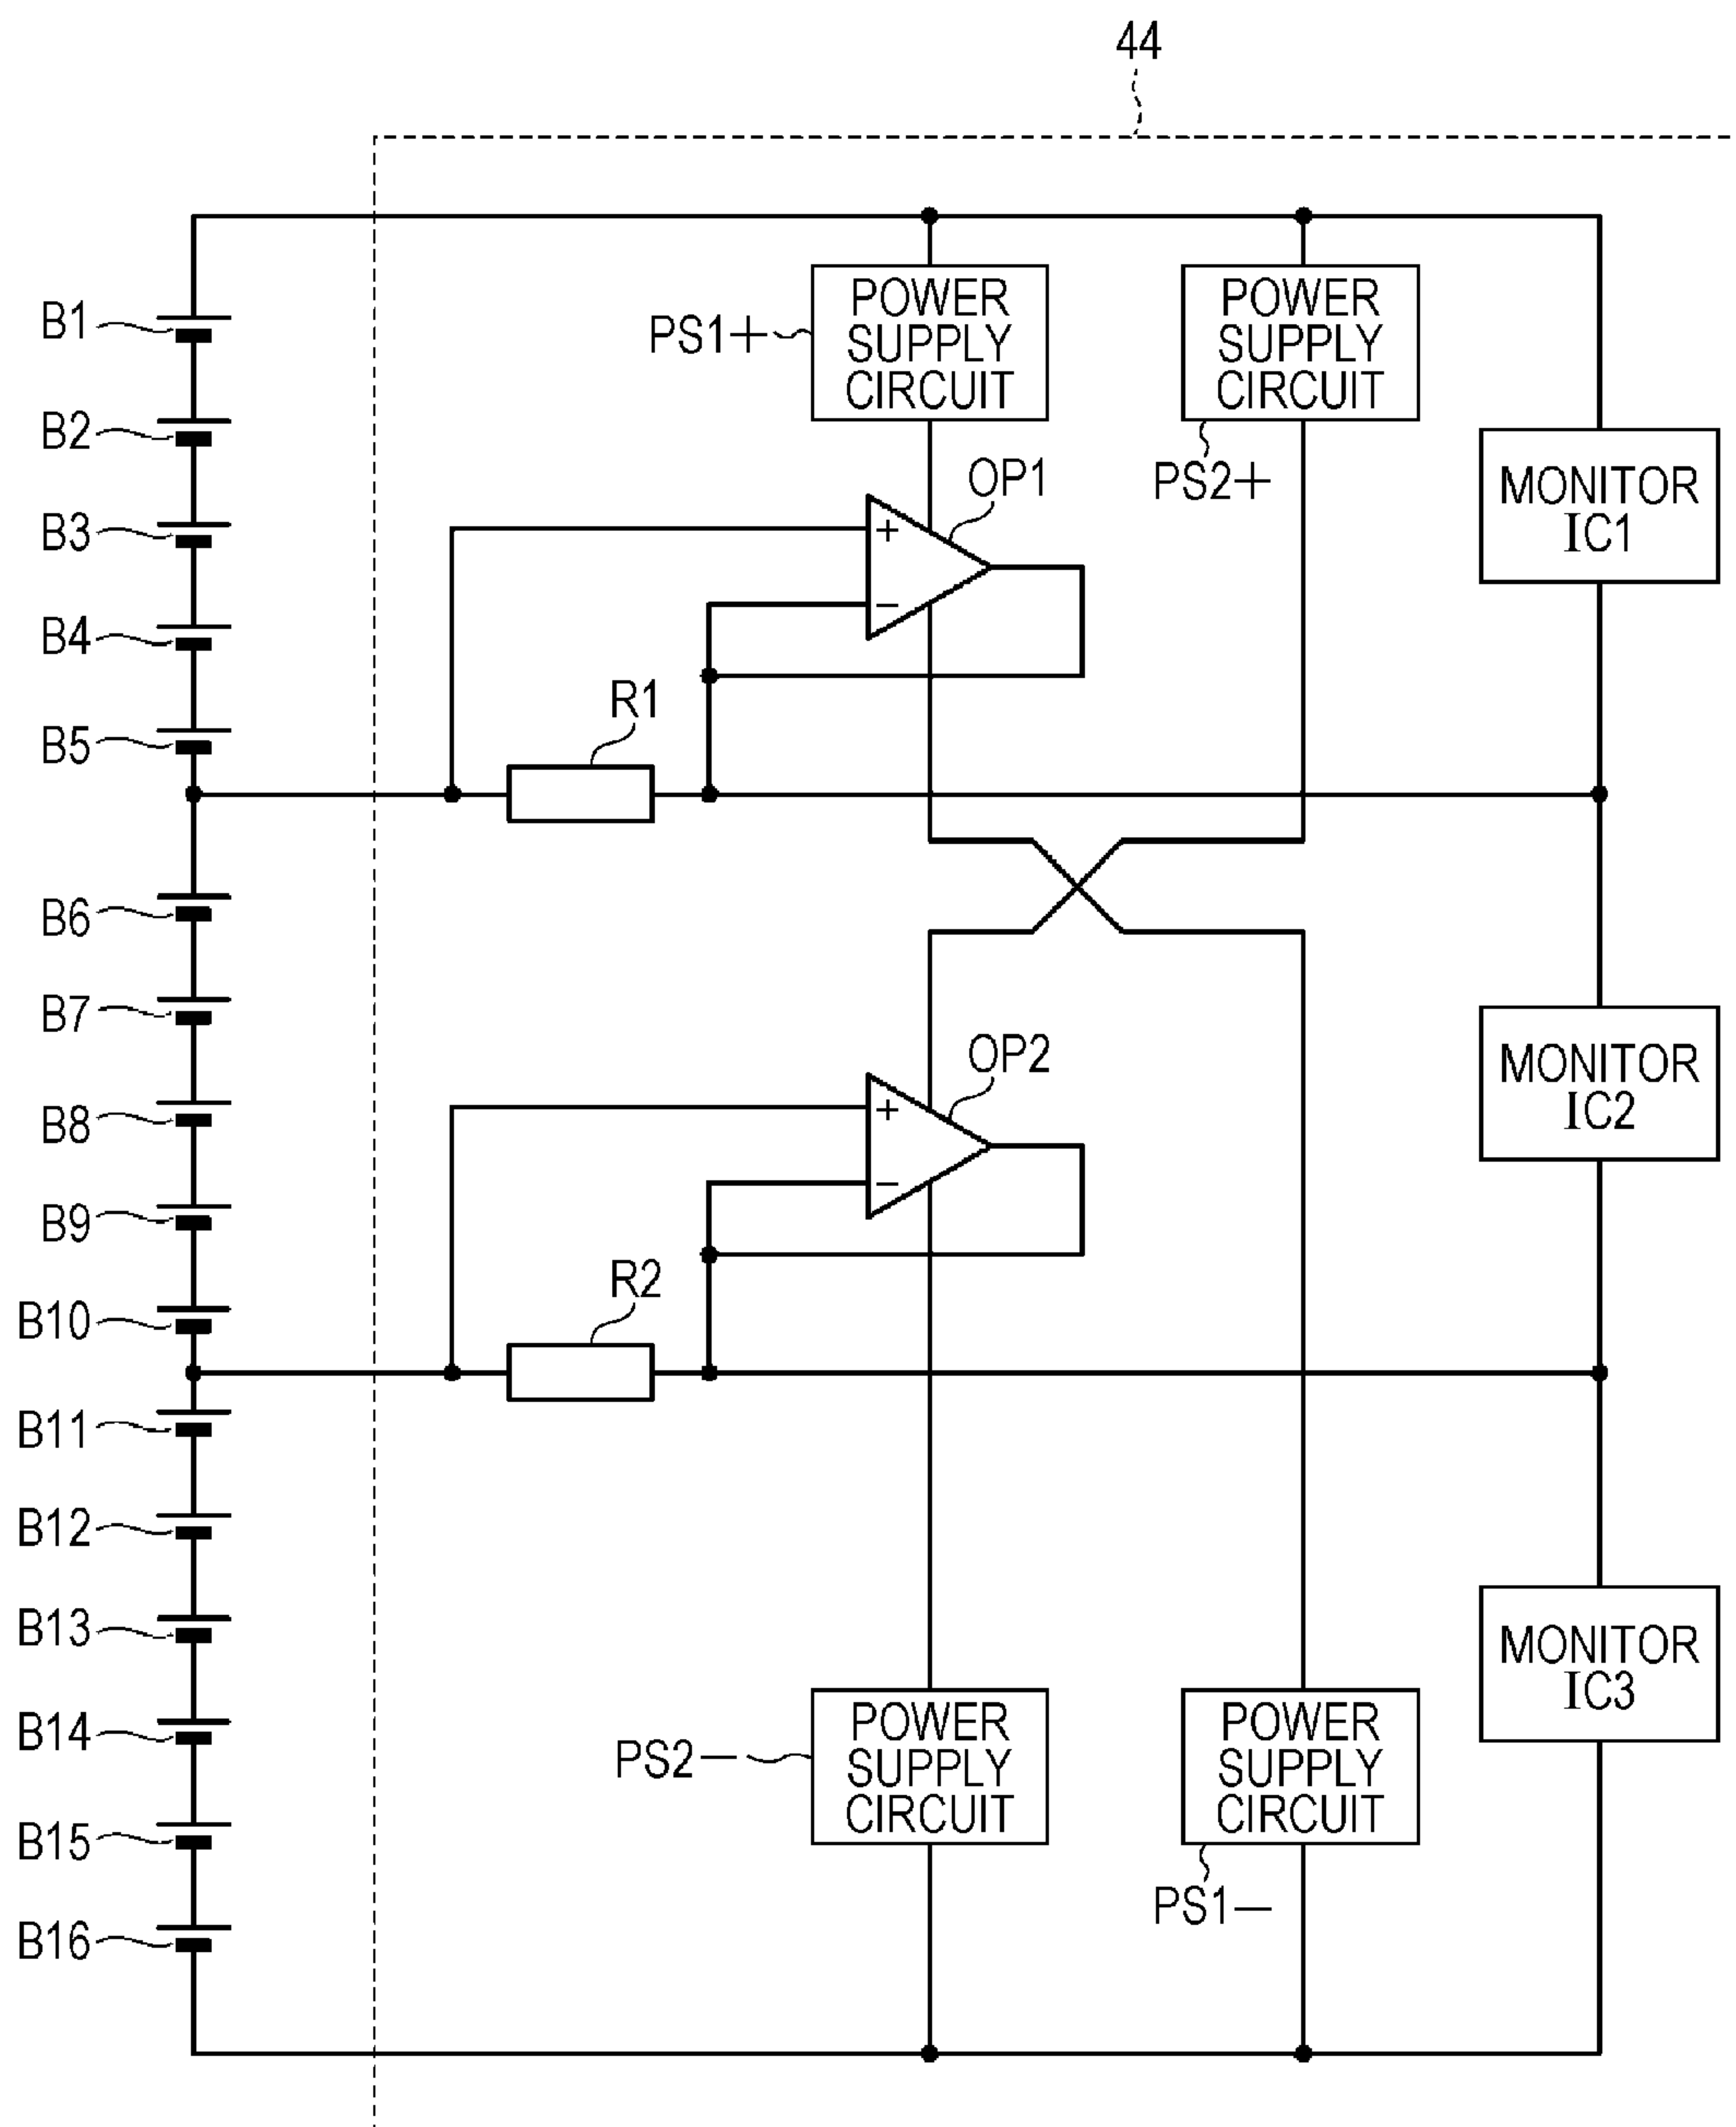 44
B1
B2
B3
B4
B5
B6
B7
B8
B9
B10
B11
B12
B13
B14
B15
B16
PS1+
POWER
SUPPLY
CIRCUIT
POWER
SUPPLY
CIRCUIT
PS2+
OP1
+
−
R1
MONITOR
IC1
OP2
+
−
R2
MONITOR
IC2
PS2−
POWER
SUPPLY
CIRCUIT
POWER
SUPPLY
CIRCUIT
PS1−
MONITOR
IC3